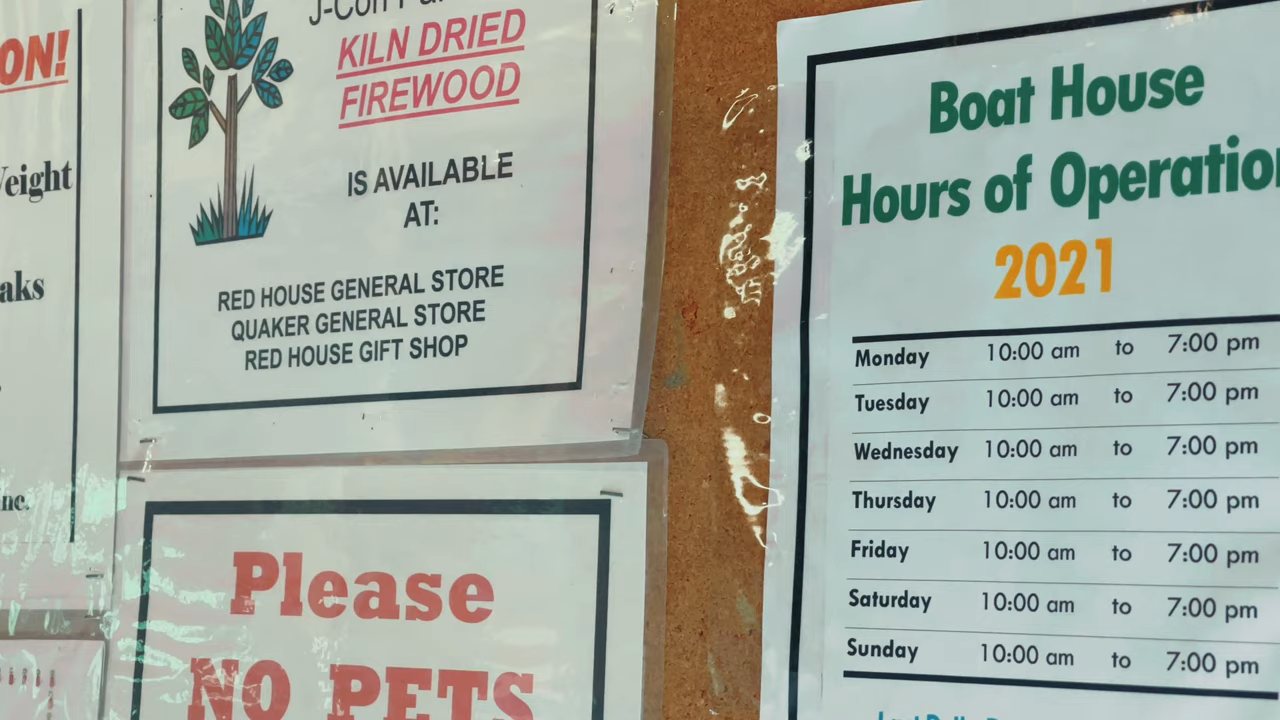 ON!
eight
aks
ne.
KILN DRIED
FIREWOOD
IS AVAILABLE
AT:
RED HOUSE GENERAL STORE
QUAKER GENERAL STORE
RED HOUSE GIFT SHOP
Please
NO PETS
Boat House
Hours of Operatio
2021
Monday 10:00 am to 7:00 pm
Tuesday 10:00 am to 7:00 pm
Wednesday 10:00 am to 7:00 pm
Thursday 10:00 am to 7:00 pm
Friday 10:00 am to 7:00 pm
Saturday 10:00 am to 7:00 pm
Sunday 10:00 am to 7:00 pm